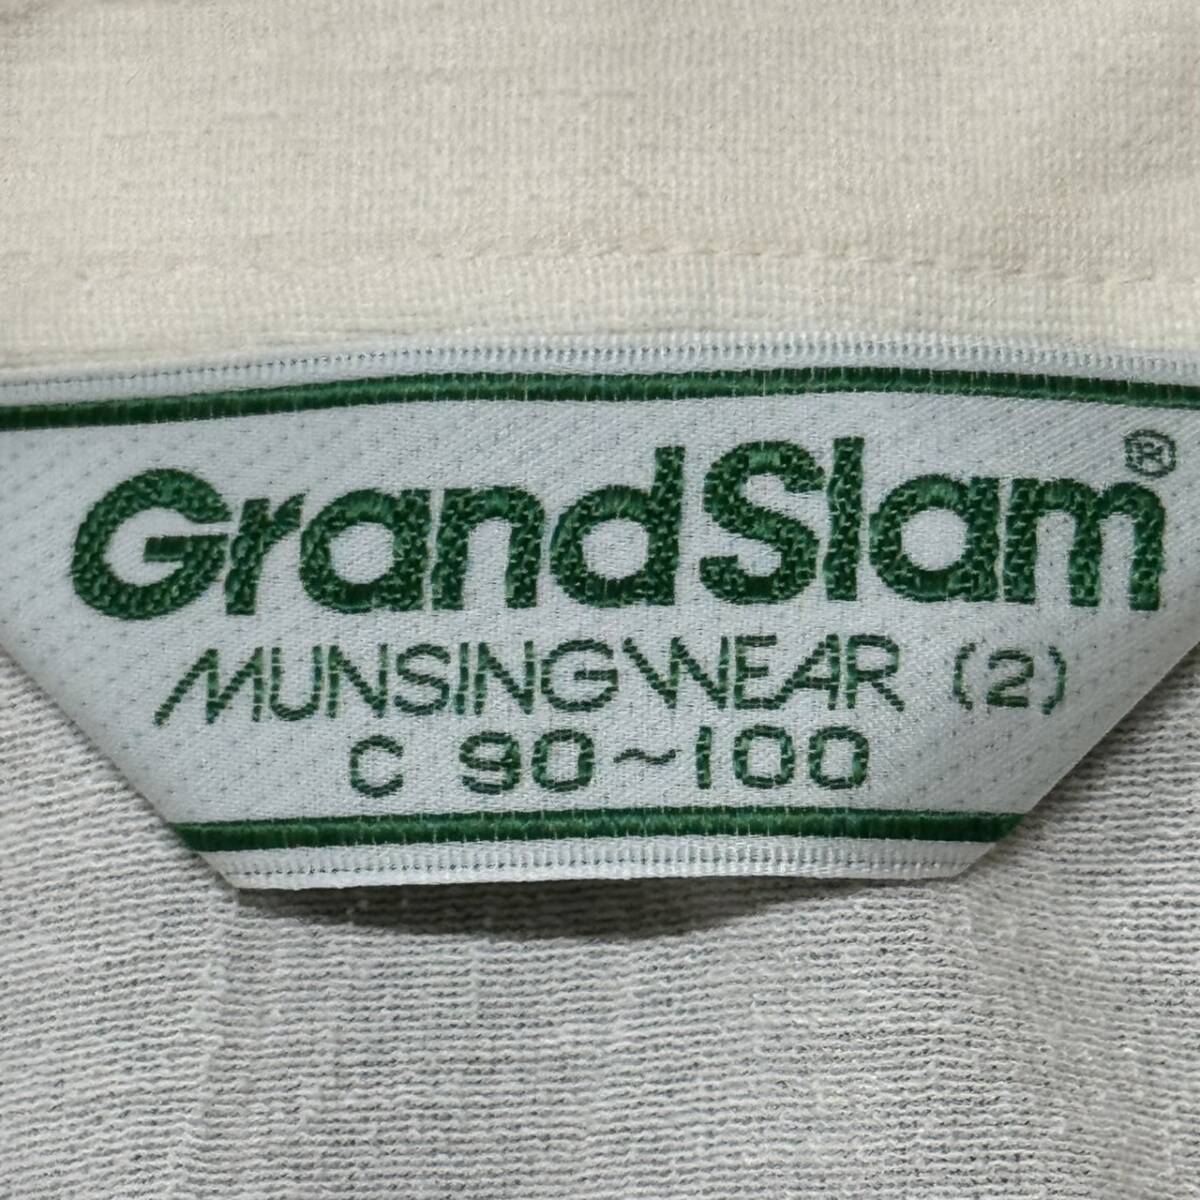 GrandSlam®
MUNSINGWEAR (2)
C 90~100